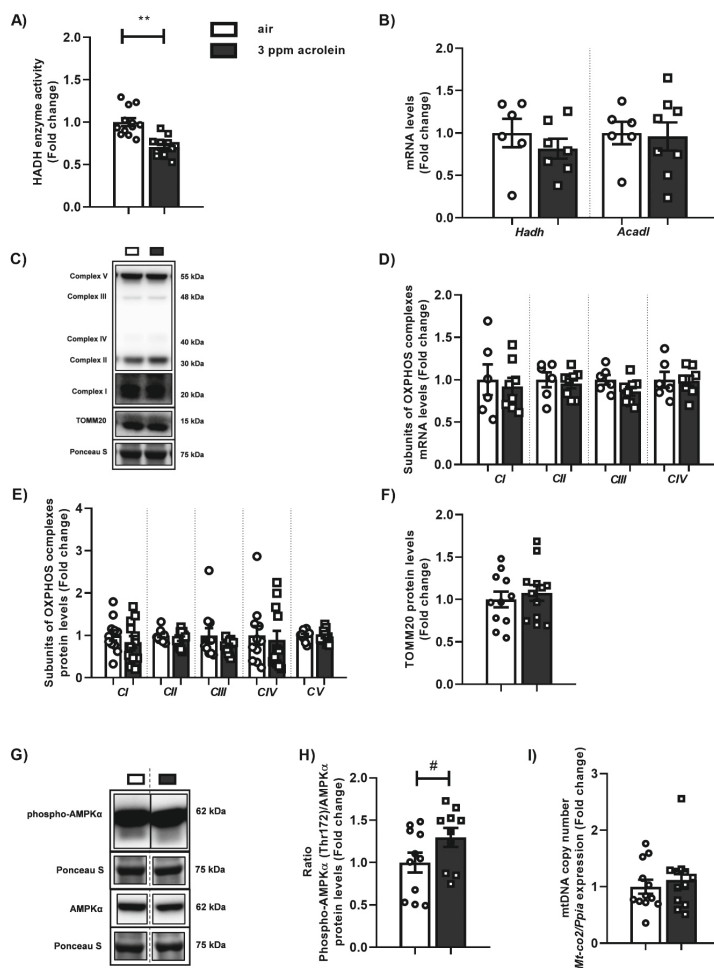 A)
HADH enzyme activity
(Fold change)
2.0
1.5
1.0
0.5
0.0
**
air
3 ppm acrolein
B)
mRNA levels
(Fold change)
2.0
1.5
1.0
0.5
0.0
Hadh
Acadl
C)
Complex V
55 kDa
Complex III
48 kDa
Complex IV
40 kDa
Complex II
30 kDa
Complex I
20 kDa
TOMM20
15 kDa
Ponceau S
75 kDa
D)
Subunits of OXPHOS complexes
mRNA levels (Fold change)
2.0
1.5
1.0
0.5
0.0
CI
CII
CIII
CIV
E)
Subunits of OXPHOS ocmplexes
protein levels (Fold change)
4
3
2
1
0
CI
CII
CIII
CIV
CV
F)
TOMM20 protein levels
(Fold change)
2.0
1.5
1.0
0.5
0.0
G)
phospho-AMPKα
62 kDa
Ponceau S
75 kDa
AMPKα
62 kDa
Ponceau S
75 kDa
H)
Ratio
Phospho-AMPKα (Thr172)/AMPKα
protein levels (Fold change)
2.0
1.5
1.0
0.5
0.0
#
I)
mtDNA copy number
Mt-co2/Ppia expression (Fold change)
3
2
1
0